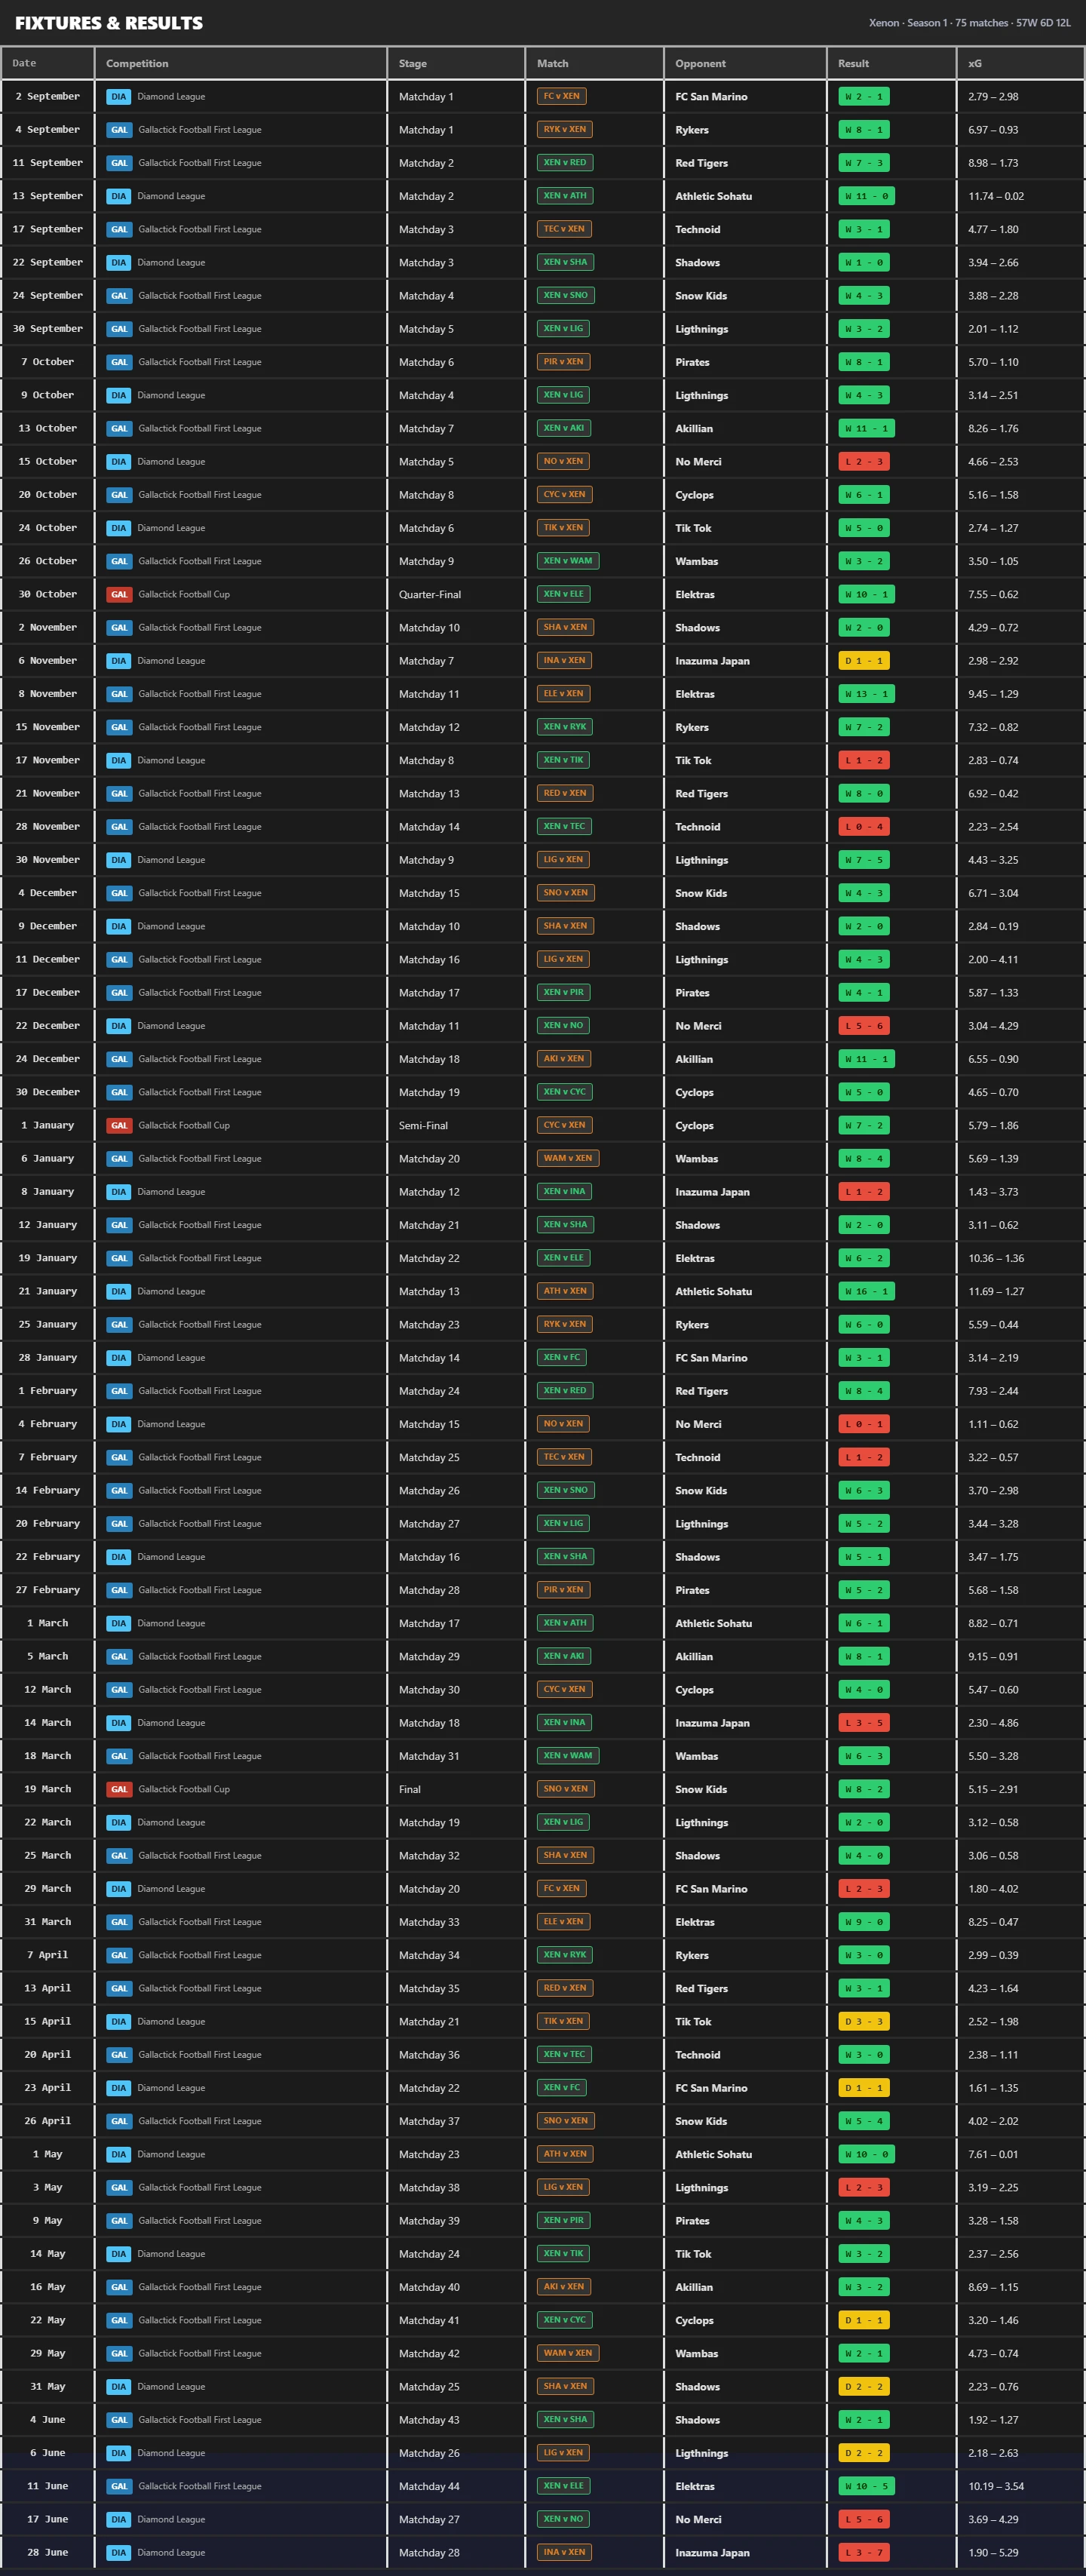 FIXTURES & RESULTS Xenon · Season 1 · 75 matches · 57W 6D 12L
Date Competition Stage Match Opponent Result xG
2 September DIA Diamond League Matchday 1 FC v XEN FC San Marino W 2 - 1 2.79 – 2.98
4 September GAL Gallactick Football First League Matchday 1 RYK v XEN Rykers W 8 - 1 6.97 – 0.93
11 September GAL Gallactick Football First League Matchday 2 XEN v RED Red Tigers W 7 - 3 8.98 – 1.73
13 September DIA Diamond League Matchday 2 XEN v ATH Athletic Sohatu W 11 - 0 11.74 – 0.02
17 September GAL Gallactick Football First League Matchday 3 TEC v XEN Technoid W 3 - 1 4.77 – 1.80
22 September DIA Diamond League Matchday 3 XEN v SHA Shadows W 1 - 0 3.94 – 2.66
24 September GAL Gallactick Football First League Matchday 4 XEN v SNO Snow Kids W 4 - 3 3.88 – 2.28
30 September GAL Gallactick Football First League Matchday 5 XEN v LIG Ligthnings W 3 - 2 2.01 – 1.12
7 October GAL Gallactick Football First League Matchday 6 PIR v XEN Pirates W 8 - 1 5.70 – 1.10
9 October DIA Diamond League Matchday 4 XEN v LIG Ligthnings W 4 - 3 3.14 – 2.51
13 October GAL Gallactick Football First League Matchday 7 XEN v AKI Akillian W 11 - 1 8.26 – 1.76
15 October DIA Diamond League Matchday 5 NO v XEN No Merci L 2 - 3 4.66 – 2.53
20 October GAL Gallactick Football First League Matchday 8 CYC v XEN Cyclops W 6 - 1 5.16 – 1.58
24 October DIA Diamond League Matchday 6 TIK v XEN Tik Tok W 5 - 0 2.74 – 1.27
26 October GAL Gallactick Football First League Matchday 9 XEN v WAM Wambas W 3 - 2 3.50 – 1.05
30 October GAL Gallactick Football Cup Quarter-Final XEN v ELE Elektras W 10 - 1 7.55 – 0.62
2 November GAL Gallactick Football First League Matchday 10 SHA v XEN Shadows W 2 - 0 4.29 – 0.72
6 November DIA Diamond League Matchday 7 INA v XEN Inazuma Japan D 1 - 1 2.98 – 2.92
8 November GAL Gallactick Football First League Matchday 11 ELE v XEN Elektras W 13 - 1 9.45 – 1.29
15 November GAL Gallactick Football First League Matchday 12 XEN v RYK Rykers W 7 - 2 7.32 – 0.82
17 November DIA Diamond League Matchday 8 XEN v TIK Tik Tok L 1 - 2 2.83 – 0.74
21 November GAL Gallactick Football First League Matchday 13 RED v XEN Red Tigers W 8 - 0 6.92 – 0.42
28 November GAL Gallactick Football First League Matchday 14 XEN v TEC Technoid L 0 - 4 2.23 – 2.54
30 November DIA Diamond League Matchday 9 LIG v XEN Ligthnings W 7 - 5 4.43 – 3.25
4 December GAL Gallactick Football First League Matchday 15 SNO v XEN Snow Kids W 4 - 3 6.71 – 3.04
9 December DIA Diamond League Matchday 10 SHA v XEN Shadows W 2 - 0 2.84 – 0.19
11 December GAL Gallactick Football First League Matchday 16 LIG v XEN Ligthnings W 4 - 3 2.00 – 4.11
17 December GAL Gallactick Football First League Matchday 17 XEN v PIR Pirates W 4 - 1 5.87 – 1.33
22 December DIA Diamond League Matchday 11 XEN v NO No Merci L 5 - 6 3.04 – 4.29
24 December GAL Gallactick Football First League Matchday 18 AKI v XEN Akillian W 11 - 1 6.55 – 0.90
30 December GAL Gallactick Football First League Matchday 19 XEN v CYC Cyclops W 5 - 0 4.65 – 0.70
1 January GAL Gallactick Football Cup Semi-Final CYC v XEN Cyclops W 7 - 2 5.79 – 1.86
6 January GAL Gallactick Football First League Matchday 20 WAM v XEN Wambas W 8 - 4 5.69 – 1.39
8 January DIA Diamond League Matchday 12 XEN v INA Inazuma Japan L 1 - 2 1.43 – 3.73
12 January GAL Gallactick Football First League Matchday 21 XEN v SHA Shadows W 2 - 0 3.11 – 0.62
19 January GAL Gallactick Football First League Matchday 22 XEN v ELE Elektras W 6 - 2 10.36 – 1.36
21 January DIA Diamond League Matchday 13 ATH v XEN Athletic Sohatu W 16 - 1 11.69 – 1.27
25 January GAL Gallactick Football First League Matchday 23 RYK v XEN Rykers W 6 - 0 5.59 – 0.44
28 January DIA Diamond League Matchday 14 XEN v FC FC San Marino W 3 - 1 3.14 – 2.19
1 February GAL Gallactick Football First League Matchday 24 XEN v RED Red Tigers W 8 - 4 7.93 – 2.44
4 February DIA Diamond League Matchday 15 NO v XEN No Merci L 0 - 1 1.11 – 0.62
7 February GAL Gallactick Football First League Matchday 25 TEC v XEN Technoid L 1 - 2 3.22 – 0.57
14 February GAL Gallactick Football First League Matchday 26 XEN v SNO Snow Kids W 6 - 3 3.70 – 2.98
20 February GAL Gallactick Football First League Matchday 27 XEN v LIG Ligthnings W 5 - 2 3.44 – 3.28
22 February DIA Diamond League Matchday 16 XEN v SHA Shadows W 5 - 1 3.47 – 1.75
27 February GAL Gallactick Football First League Matchday 28 PIR v XEN Pirates W 5 - 2 5.68 – 1.58
1 March DIA Diamond League Matchday 17 XEN v ATH Athletic Sohatu W 6 - 1 8.82 – 0.71
5 March GAL Gallactick Football First League Matchday 29 XEN v AKI Akillian W 8 - 1 9.15 – 0.91
12 March GAL Gallactick Football First League Matchday 30 CYC v XEN Cyclops W 4 - 0 5.47 – 0.60
14 March DIA Diamond League Matchday 18 XEN v INA Inazuma Japan L 3 - 5 2.30 – 4.86
18 March GAL Gallactick Football First League Matchday 31 XEN v WAM Wambas W 6 - 3 5.50 – 3.28
19 March GAL Gallactick Football Cup Final SNO v XEN Snow Kids W 8 - 2 5.15 – 2.91
22 March DIA Diamond League Matchday 19 XEN v LIG Ligthnings W 2 - 0 3.12 – 0.58
25 March GAL Gallactick Football First League Matchday 32 SHA v XEN Shadows W 4 - 0 3.06 – 0.58
29 March DIA Diamond League Matchday 20 FC v XEN FC San Marino L 2 - 3 1.80 – 4.02
31 March GAL Gallactick Football First League Matchday 33 ELE v XEN Elektras W 9 - 0 8.25 – 0.47
7 April GAL Gallactick Football First League Matchday 34 XEN v RYK Rykers W 3 - 0 2.99 – 0.39
13 April GAL Gallactick Football First League Matchday 35 RED v XEN Red Tigers W 3 - 1 4.23 – 1.64
15 April DIA Diamond League Matchday 21 TIK v XEN Tik Tok D 3 - 3 2.52 – 1.98
20 April GAL Gallactick Football First League Matchday 36 XEN v TEC Technoid W 3 - 0 2.38 – 1.11
23 April DIA Diamond League Matchday 22 XEN v FC FC San Marino D 1 - 1 1.61 – 1.35
26 April GAL Gallactick Football First League Matchday 37 SNO v XEN Snow Kids W 5 - 4 4.02 – 2.02
1 May DIA Diamond League Matchday 23 ATH v XEN Athletic Sohatu W 10 - 0 7.61 – 0.01
3 May GAL Gallactick Football First League Matchday 38 LIG v XEN Ligthnings L 2 - 3 3.19 – 2.25
9 May GAL Gallactick Football First League Matchday 39 XEN v PIR Pirates W 4 - 3 3.28 – 1.58
14 May DIA Diamond League Matchday 24 XEN v TIK Tik Tok W 3 - 2 2.37 – 2.56
16 May GAL Gallactick Football First League Matchday 40 AKI v XEN Akillian W 3 - 2 8.69 – 1.15
22 May GAL Gallactick Football First League Matchday 41 XEN v CYC Cyclops D 1 - 1 3.20 – 1.46
29 May GAL Gallactick Football First League Matchday 42 WAM v XEN Wambas W 2 - 1 4.73 – 0.74
31 May DIA Diamond League Matchday 25 SHA v XEN Shadows D 2 - 2 2.23 – 0.76
4 June GAL Gallactick Football First League Matchday 43 XEN v SHA Shadows W 2 - 1 1.92 – 1.27
6 June DIA Diamond League Matchday 26 LIG v XEN Ligthnings D 2 - 2 2.18 – 2.63
11 June GAL Gallactick Football First League Matchday 44 XEN v ELE Elektras W 10 - 5 10.19 – 3.54
17 June DIA Diamond League Matchday 27 XEN v NO No Merci L 5 - 6 3.69 – 4.29
28 June DIA Diamond League Matchday 28 INA v XEN Inazuma Japan L 3 - 7 1.90 – 5.29